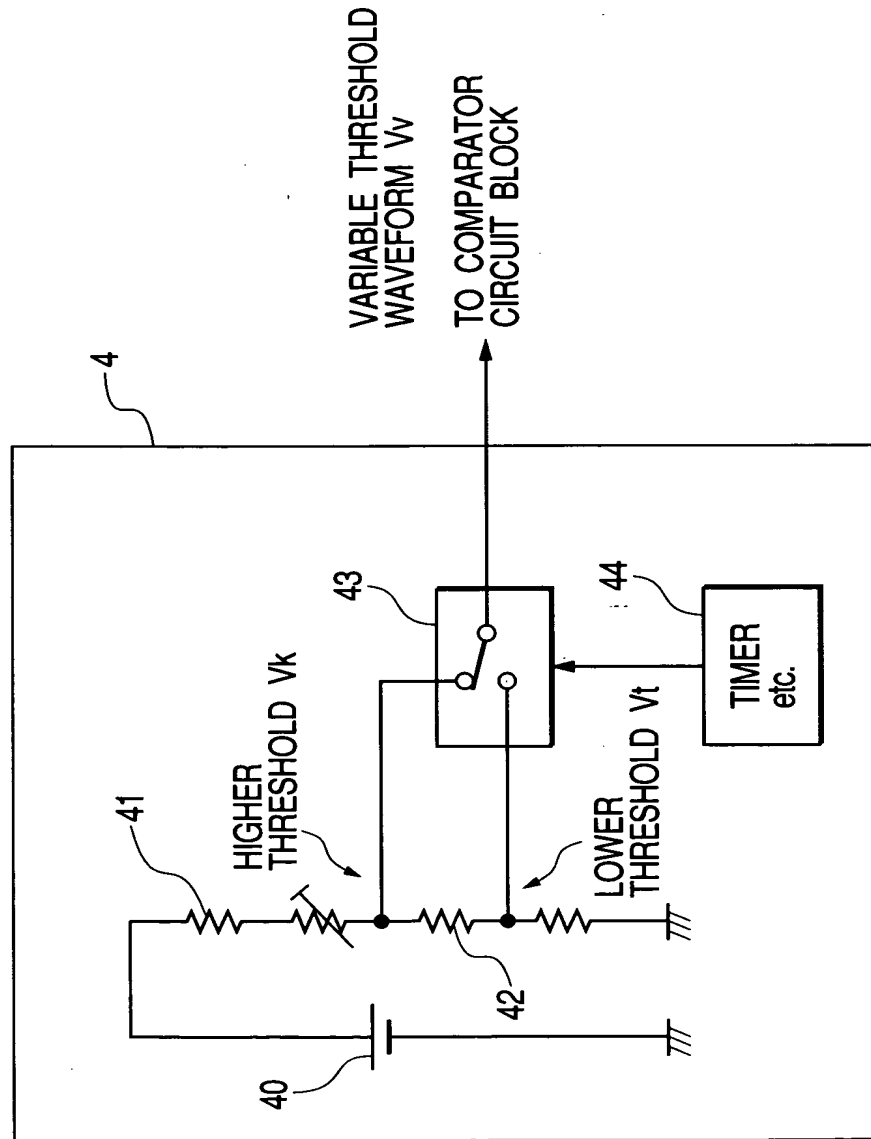 4
VARIABLE THRESHOLD
WAVEFORM Vv
TO COMPARATOR
CIRCUIT BLOCK
41
HIGHER
THRESHOLD Vk
43
40
42
LOWER
THRESHOLD Vt
44
TIMER
etc.